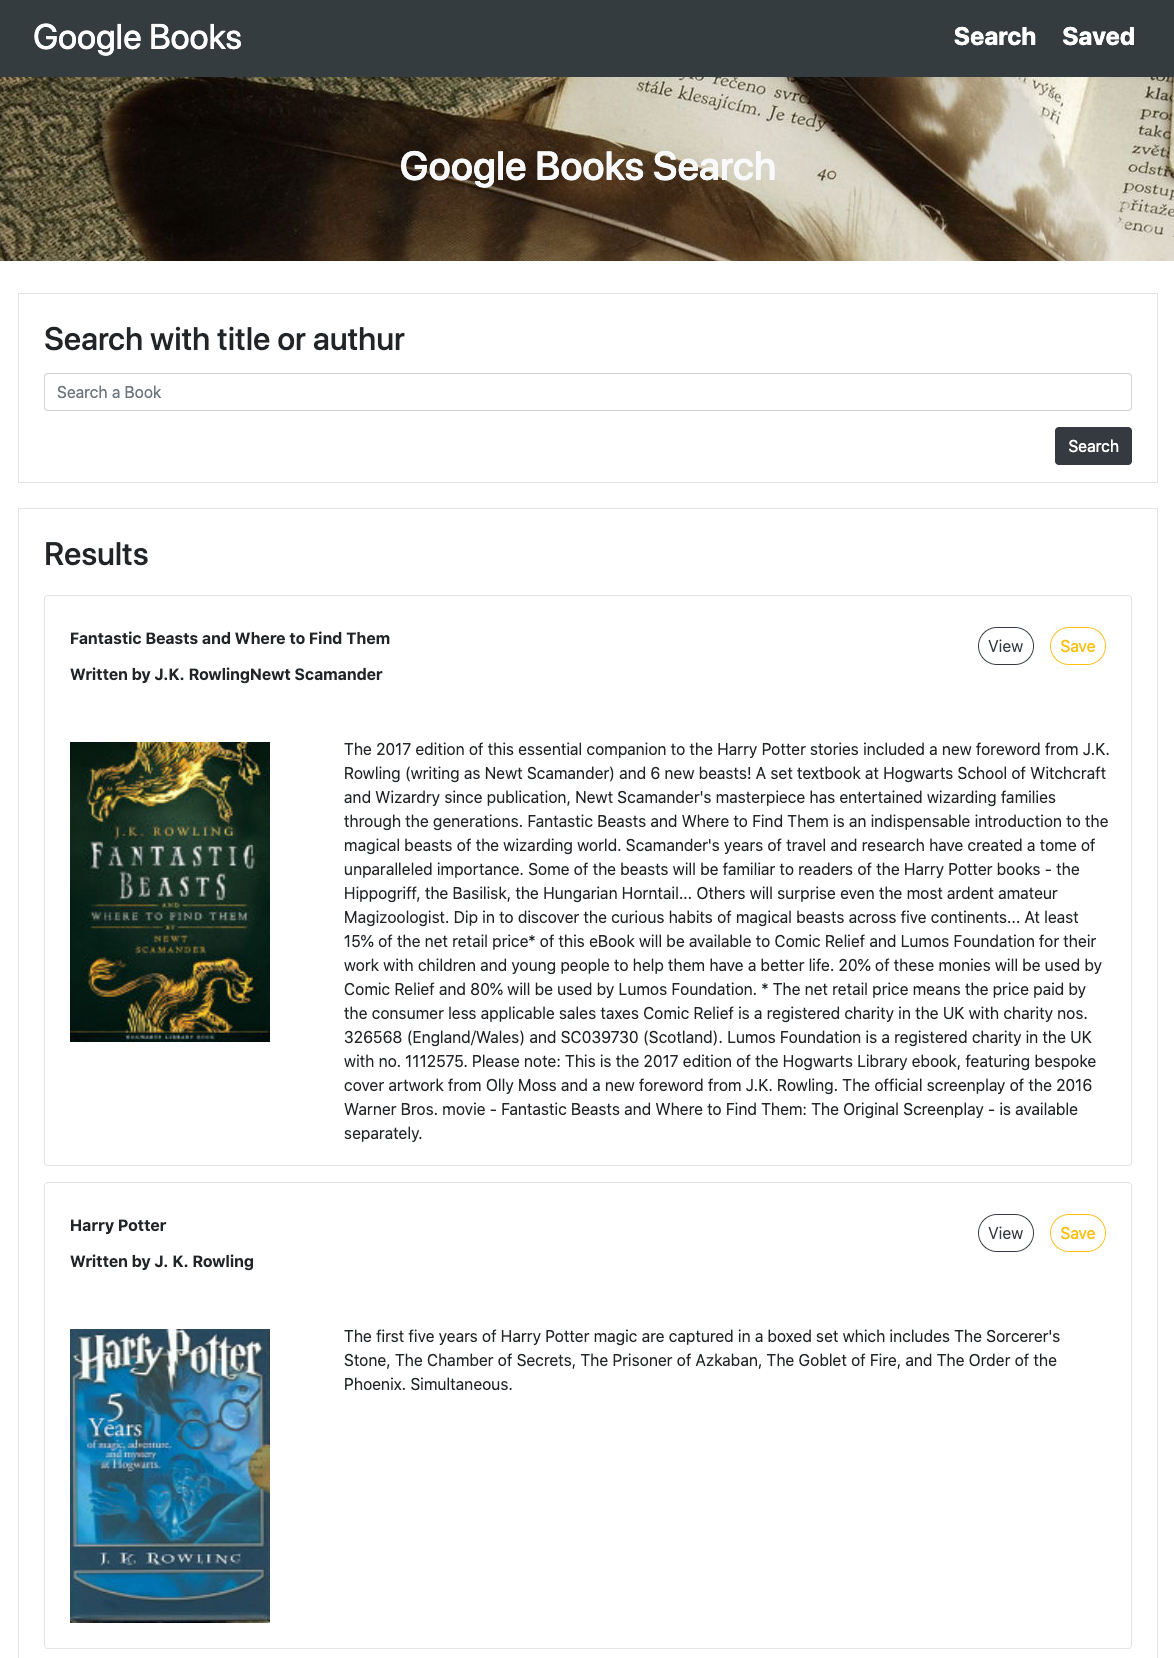 Google Books
Search Saved
řečeno svrc
stále klesajícím. Je tedy
40
výše,
při
kla
pro
takc
zvět
odstř
postup
přitaže
enou
Google Books Search
Search with title or authur
Search a Book
Search
Results
Fantastic Beasts and Where to Find Them
View Save
Written by J.K. RowlingNewt Scamander
J.K. ROWLING
FANTASTIC
BEASTS
AND
WHERE TO FIND THEM
BY
NEWT
SCAMANDER
HOGWARTS LIBRARY BOOK
The 2017 edition of this essential companion to the Harry Potter stories included a new foreword from J.K.
Rowling (writing as Newt Scamander) and 6 new beasts! A set textbook at Hogwarts School of Witchcraft
and Wizardry since publication, Newt Scamander's masterpiece has entertained wizarding families
through the generations. Fantastic Beasts and Where to Find Them is an indispensable introduction to the
magical beasts of the wizarding world. Scamander's years of travel and research have created a tome of
unparalleled importance. Some of the beasts will be familiar to readers of the Harry Potter books - the
Hippogriff, the Basilisk, the Hungarian Horntail... Others will surprise even the most ardent amateur
Magizoologist. Dip in to discover the curious habits of magical beasts across five continents... At least
15% of the net retail price* of this eBook will be available to Comic Relief and Lumos Foundation for their
work with children and young people to help them have a better life. 20% of these monies will be used by
Comic Relief and 80% will be used by Lumos Foundation. * The net retail price means the price paid by
the consumer less applicable sales taxes Comic Relief is a registered charity in the UK with charity nos.
326568 (England/Wales) and SC039730 (Scotland). Lumos Foundation is a registered charity in the UK
with no. 1112575. Please note: This is the 2017 edition of the Hogwarts Library ebook, featuring bespoke
cover artwork from Olly Moss and a new foreword from J.K. Rowling. The official screenplay of the 2016
Warner Bros. movie - Fantastic Beasts and Where to Find Them: The Original Screenplay - is available
separately.
Harry Potter
View Save
Written by J. K. Rowling
Harry Potter
5
Years
of magic, adventure,
and mystery
at Hogwarts.
J. K. ROWLING
The first five years of Harry Potter magic are captured in a boxed set which includes The Sorcerer's
Stone, The Chamber of Secrets, The Prisoner of Azkaban, The Goblet of Fire, and The Order of the
Phoenix. Simultaneous.